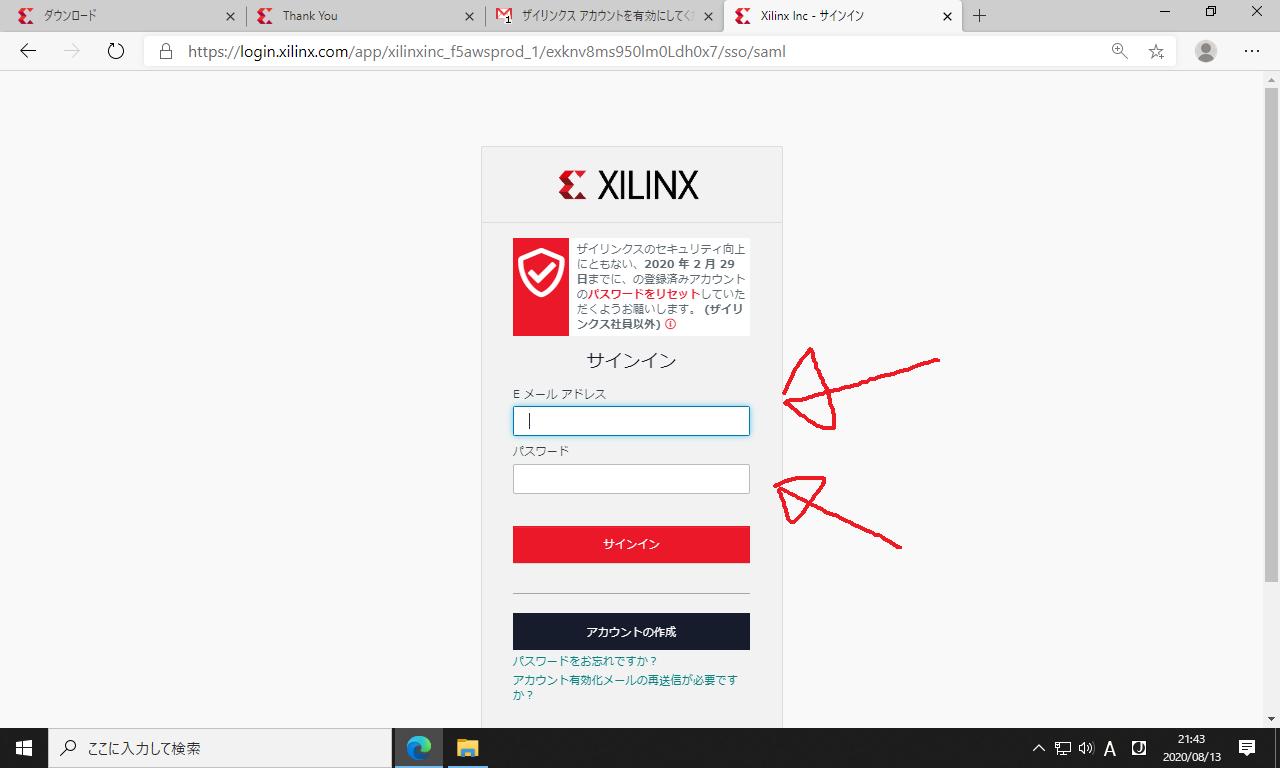 ダウンロード
Thank You
1
ザイリンクス アカウントを有効にしてく
Xilinx Inc - サインイン
https://login.xilinx.com/app/xilinxinc_f5awsprod_1/exknv8ms950lm0Ldh0x7/sso/saml
XILINX
ザイリンクスのセキュリティ向上
にともない、2020 年 2 月 29
日までに、の登録済みアカウント
のパスワードをリセットしていた
だくようお願いします。 (ザイリ
ンクス社員以外)
サインイン
E メール アドレス
パスワード
サインイン
アカウントの作成
パスワードをお忘れですか？
アカウント有効化メールの再送信が必要です
か？
ここに入力して検索
A
J
21:43
2020/08/13